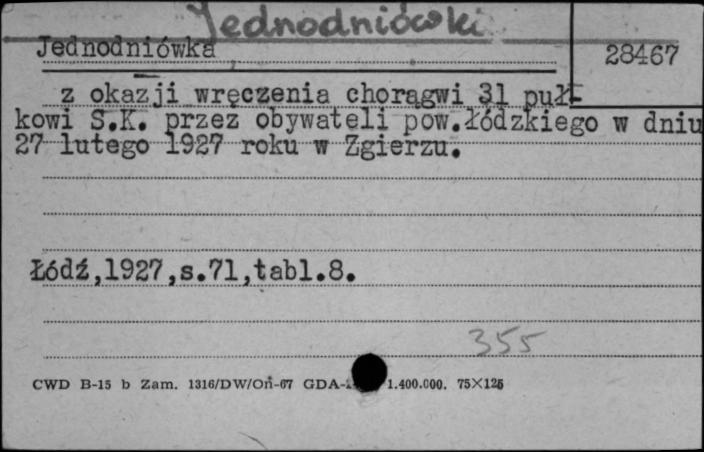 Jednodniówki
Jednodniówka
28467
z okazji wręczenia chorągwi 31 puł-
kowi S.K. przez obywateli pow.łódzkiego w dniu
27 lutego 1927 roku w Zgierzu.
Łódź,1927,s.71,tabl.8.
355
CWD B-15 b Zam. 1316/DW/Oń-67 GDA- 1.400.000. 75×125